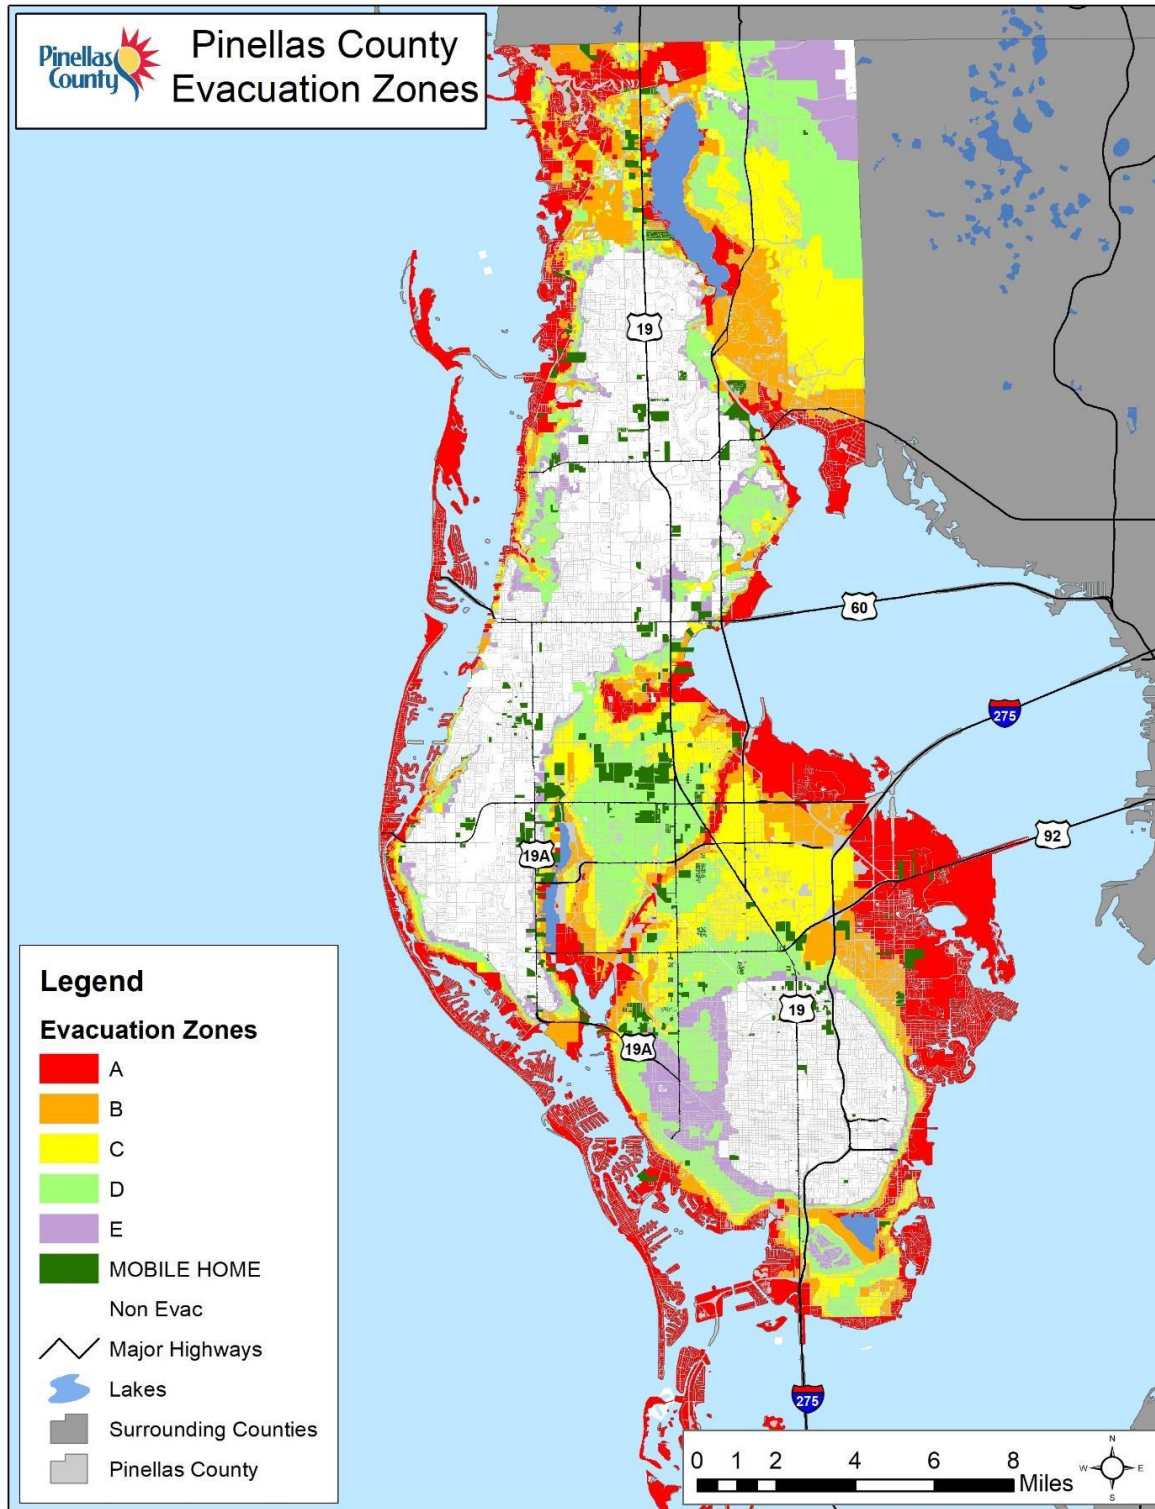 Pinellas
County
Pinellas County
Evacuation Zones
19
60
275
92
19A
19
19A
275
Legend
Evacuation Zones
A
B
C
D
E
MOBILE HOME
Non Evac
Major Highways
Lakes
Surrounding Counties
Pinellas County
0 1 2 4 6 8
Miles
N
W E
S